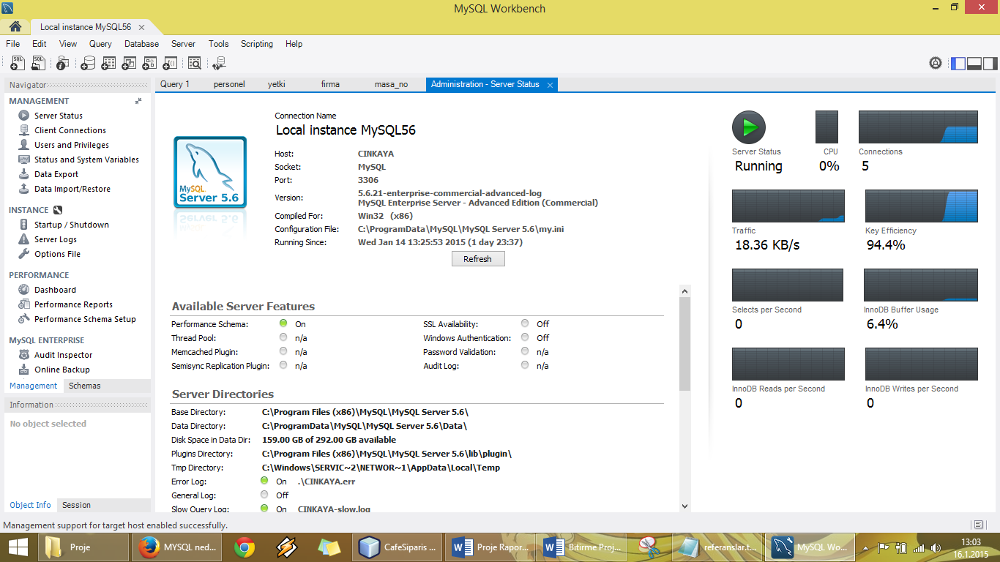 MySQL Workbench
Local instance MySQL56
File Edit View Query Database Server Tools Scripting Help
Navigator
MANAGEMENT
Server Status
Client Connections
Users and Privileges
Status and System Variables
Data Export
Data Import/Restore
INSTANCE
Startup / Shutdown
Server Logs
Options File
PERFORMANCE
Dashboard
Performance Reports
Performance Schema Setup
MySQL ENTERPRISE
Audit Inspector
Online Backup
Management Schemas
Information
No object selected
Object Info Session
Query 1 personel yetki firma masa_no Administration - Server Status
MySQL
Server 5.6
Connection Name
Local instance MySQL56
Host: CINKAYA
Socket: MySQL
Port: 3306
Version: 5.6.21-enterprise-commercial-advanced-log
MySQL Enterprise Server - Advanced Edition (Commercial)
Compiled For: Win32 (x86)
Configuration File: C:\ProgramData\MySQL\MySQL Server 5.6\my.ini
Running Since: Wed Jan 14 13:25:53 2015 (1 day 23:37)
Refresh
Available Server Features
Performance Schema: On SSL Availability: Off
Thread Pool: n/a Windows Authentication: Off
Memcached Plugin: n/a Password Validation: n/a
Semisync Replication Plugin: n/a Audit Log: n/a
Server Directories
Base Directory: C:\Program Files (x86)\MySQL\MySQL Server 5.6\
Data Directory: C:\ProgramData\MySQL\MySQL Server 5.6\Data\
Disk Space in Data Dir: 159.00 GB of 292.00 GB available
Plugins Directory: C:\Program Files (x86)\MySQL\MySQL Server 5.6\lib\plugin\
Tmp Directory: C:\Windows\SERVIC~2\NETWOR~1\AppData\Local\Temp
Error Log: On .\CINKAYA.err
General Log: Off
Slow Query Log: On CINKAYA-slow.log
Server Status CPU Connections
Running 0% 5
Traffic Key Efficiency
18.36 KB/s 94.4%
Selects per Second InnoDB Buffer Usage
0 6.4%
InnoDB Reads per Second InnoDB Writes per Second
0 0
Management support for target host enabled successfully.
Proje MYSQL ned... CafeSiparis ... Proje Rapor... Bitirme Proj... referanslar.t... MySQL Wo...
13:03
16.1.2015